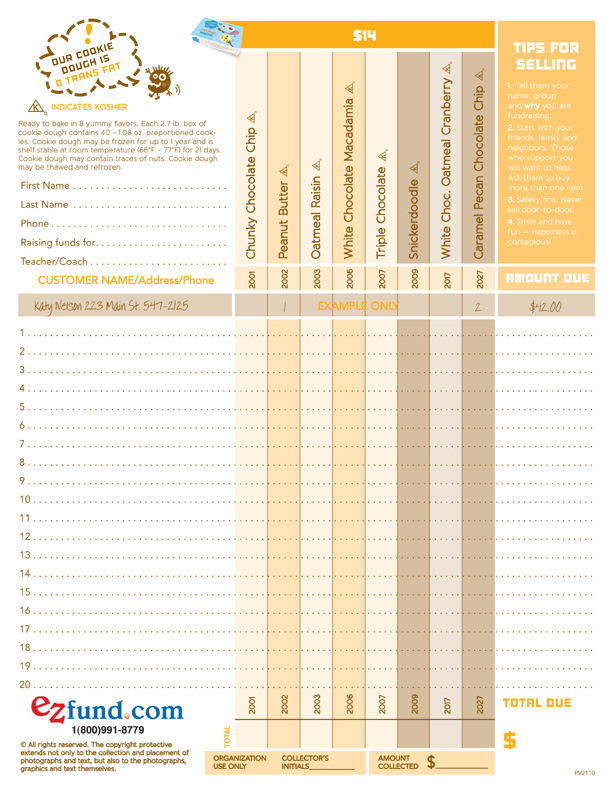 ! OUR COOKIE
DOUGH IS
0 TRANS FAT
K D INDICATES KOSHER
Ready to bake in 8 yummy flavors. Each 2.7 lb. box of
cookie dough contains 40 - 1.08 oz. preportioned cook-
ies. Cookie dough may be frozen for up to 1 year and is
shelf stable at room temperature (66°F - 77°F) for 21 days.
Cookie dough may contain traces of nuts. Cookie dough
may be thawed and refrozen.
First Name
Last Name
Phone
Raising funds for
Teacher/Coach
$14
Chunky Chocolate Chip
Peanut Butter
Oatmeal Raisin
White Chocolate Macadamia
Triple Chocolate
Snickerdoodle
White Choc. Oatmeal Cranberry
Caramel Pecan Chocolate Chip
TIPS FOR
SELLING
1. Tell them your
name, group
and why you are
fundraising.
2. Start with your
friends, family and
neighbors. Those
who support you
will want to help.
Ask them to buy
more than one item
3. Safety first. Never
sell door-to-door.
4. Smile and have
fun – happiness is
contagious!
CUSTOMER NAME/Address/Phone 2001 2002 2003 2006 2007 2009 2017 2027 AMOUNT DUE
Katy Nelson 223 Main St. 547-2125 1 EXAMPLE ONLY 2 $42.00
1
2
3
4
5
6
7
8
9
10
11
12
13
14
15
16
17
18
19
20
ezfund.com
1(800)991-8779
© All rights reserved. The copyright protective
extends not only to the collection and placement of
photographs and text, but also to the photographs,
graphics and text themselves.
2001 2002 2003 2006 2007 2009 2017 2027
TOTAL
TOTAL DUE
$
ORGANIZATION
USE ONLY
COLLECTOR'S
INITIALS
AMOUNT
COLLECTED $
PV2110